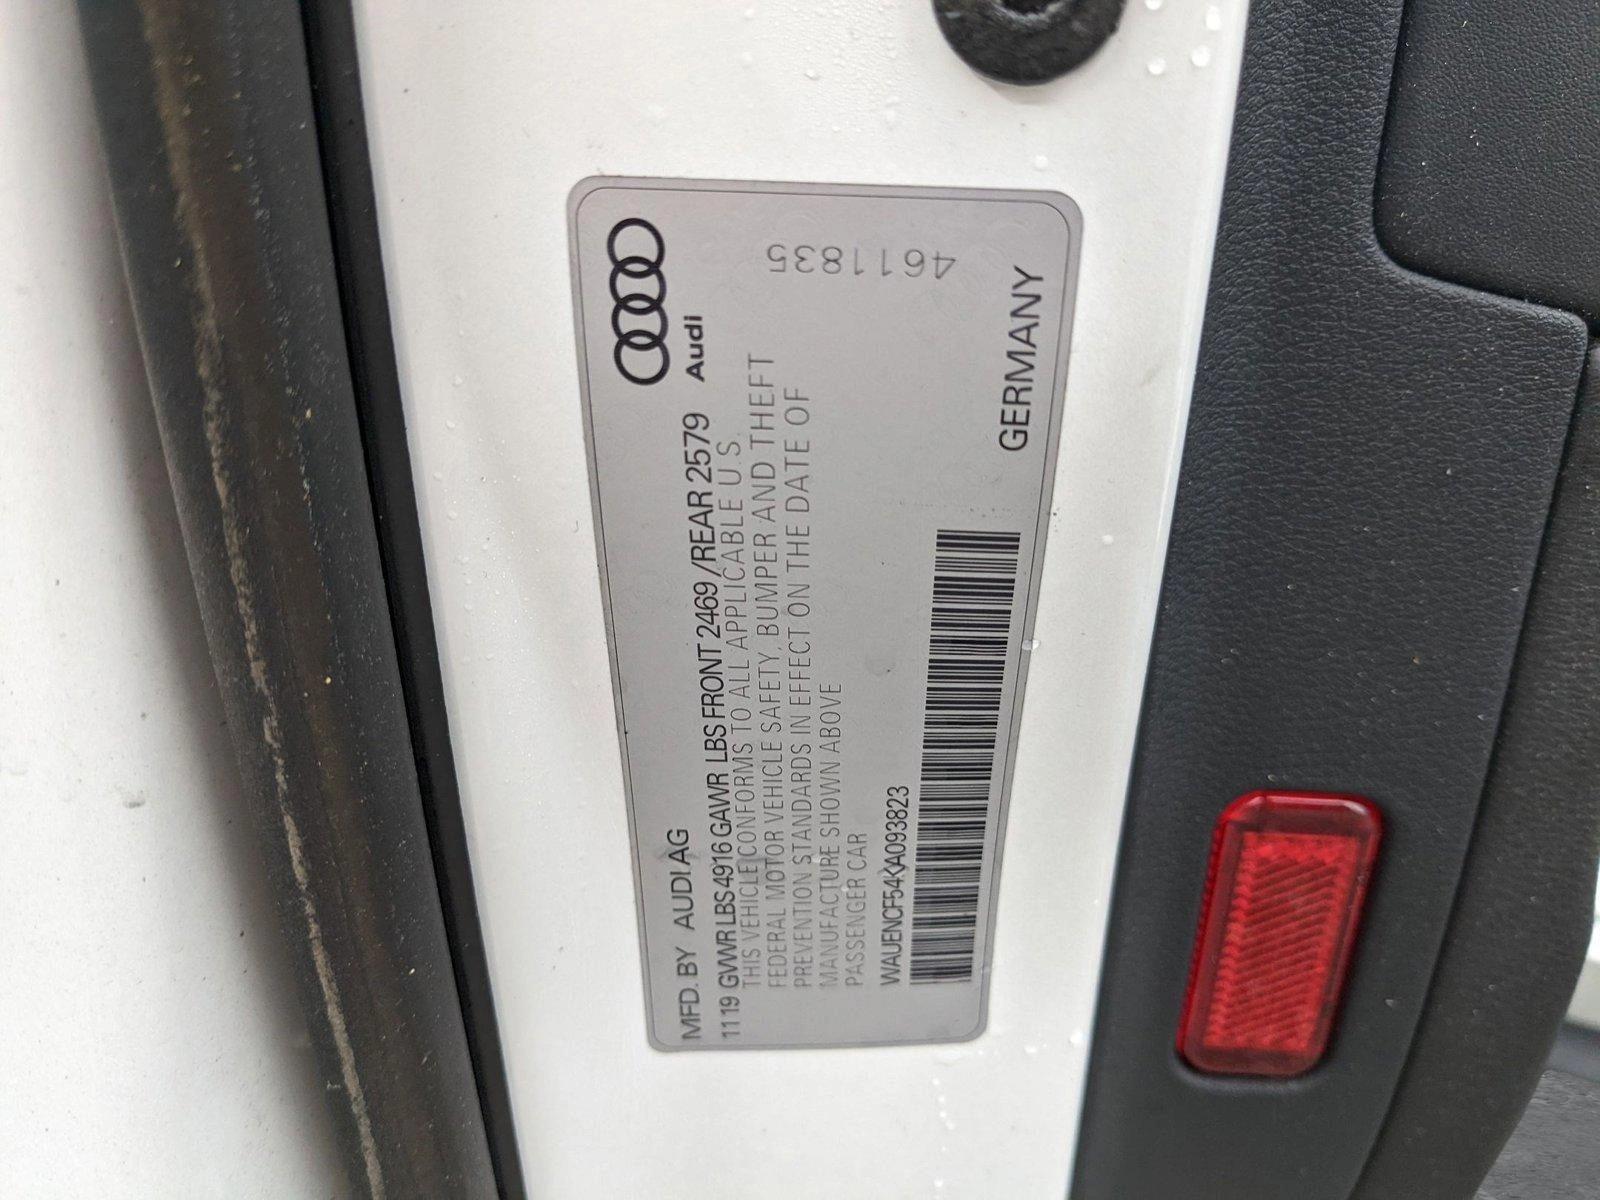 MFD. BY AUDI AG
11 19 GVWR LBS 4916 GAWR LBS FRONT 2469 /REAR 2579 Audi
THIS VEHICLE CONFORMS TO ALL APPLICABLE U S
FEDERAL MOTOR VEHICLE SAFETY, BUMPER AND THEFT
PREVENTION STANDARDS IN EFFECT ON THE DATE OF
MANUFACTURE SHOWN ABOVE
PASSENGER CAR
4611835
WAUENCF54KA093823
GERMANY